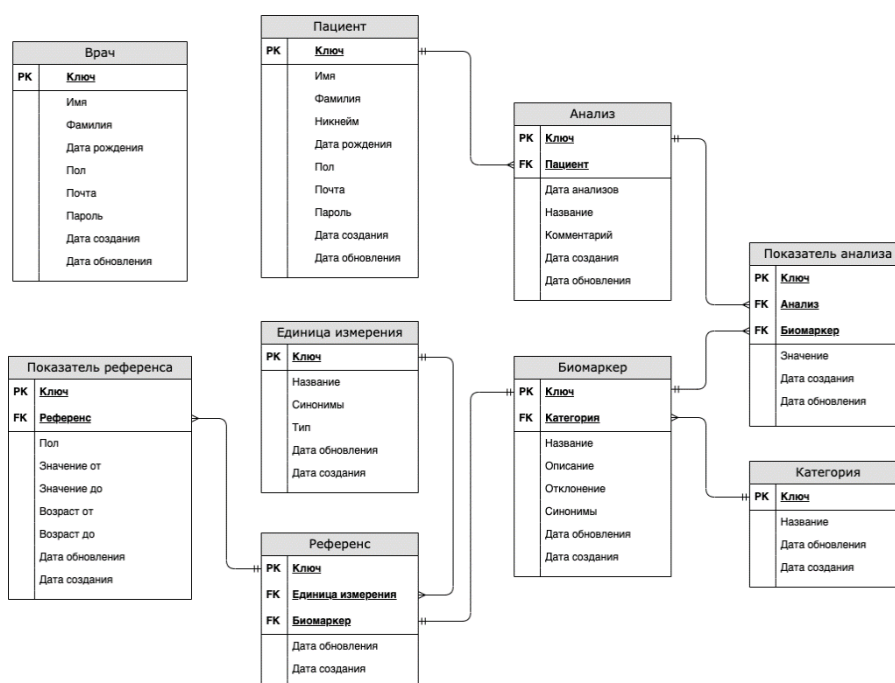 Врач
PK Ключ
Имя
Фамилия
Дата рождения
Пол
Почта
Пароль
Дата создания
Дата обновления
Пациент
PK Ключ
Имя
Фамилия
Никнейм
Дата рождения
Пол
Почта
Пароль
Дата создания
Дата обновления
Анализ
PK Ключ
FK Пациент
Дата анализов
Название
Комментарий
Дата создания
Дата обновления
Показатель анализа
PK Ключ
FK Анализ
FK Биомаркер
Значение
Дата создания
Дата обновления
Показатель референса
PK Ключ
FK Референс
Пол
Значение от
Значение до
Возраст от
Возраст до
Дата обновления
Дата создания
Единица измерения
PK Ключ
Название
Синонимы
Тип
Дата обновления
Дата создания
Биомаркер
PK Ключ
FK Категория
Название
Описание
Отклонение
Синонимы
Дата обновления
Дата создания
Категория
PK Ключ
Название
Дата обновления
Дата создания
Референс
PK Ключ
FK Единица измерения
FK Биомаркер
Дата обновления
Дата создания